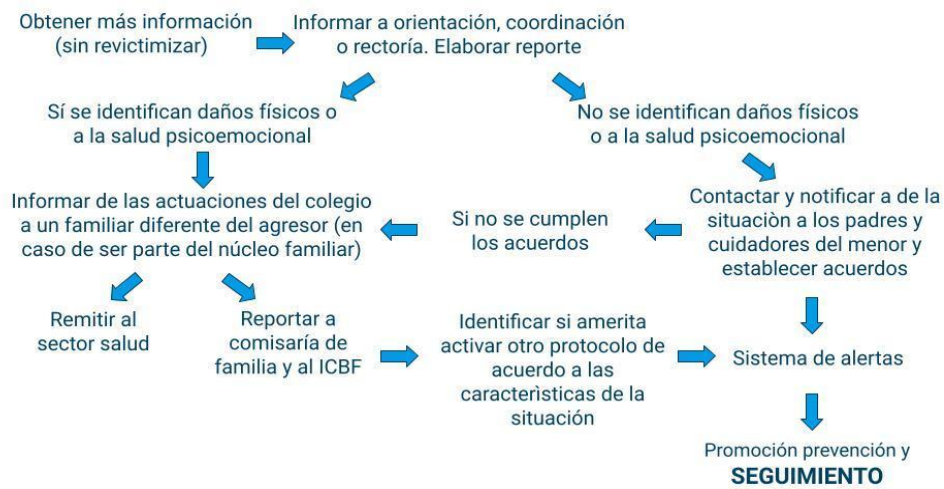 Obtener más información
(sin revictimizar)
Informar a orientación, coordinación
o rectoría. Elaborar reporte
Sí se identifican daños físicos o
a la salud psicoemocional
No se identifican daños físicos
o a la salud psicoemocional
Informar de las actuaciones del colegio
a un familiar diferente del agresor (en
caso de ser parte del núcleo familiar)
Si no se cumplen
los acuerdos
Contactar y notificar a de la
situaciòn a los padres y
cuidadores del menor y
establecer acuerdos
Remitir al
sector salud
Reportar a
comisaría de
familia y al ICBF
Identificar si amerita
activar otro protocolo de
acuerdo a las
caracterìsticas de la
situación
Sistema de alertas
Promoción prevención y
SEGUIMIENTO